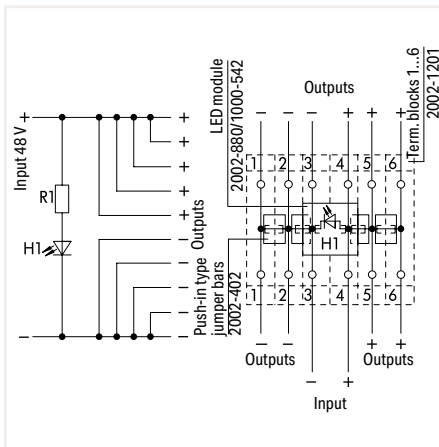 Input 48 V
+
R1
H1
−
+
+
+
+
+
Outputs
−
−
−
−
−
Push-in type
jumper bars
2002-402
LED module
2002-880/1000-542
Term. blocks 1...6
2002-1201
Outputs
− − − + + +
1 2 3 4 5 6
H1
1 2 3 4 5 6
− − + +
Outputs Outputs
− +
Input